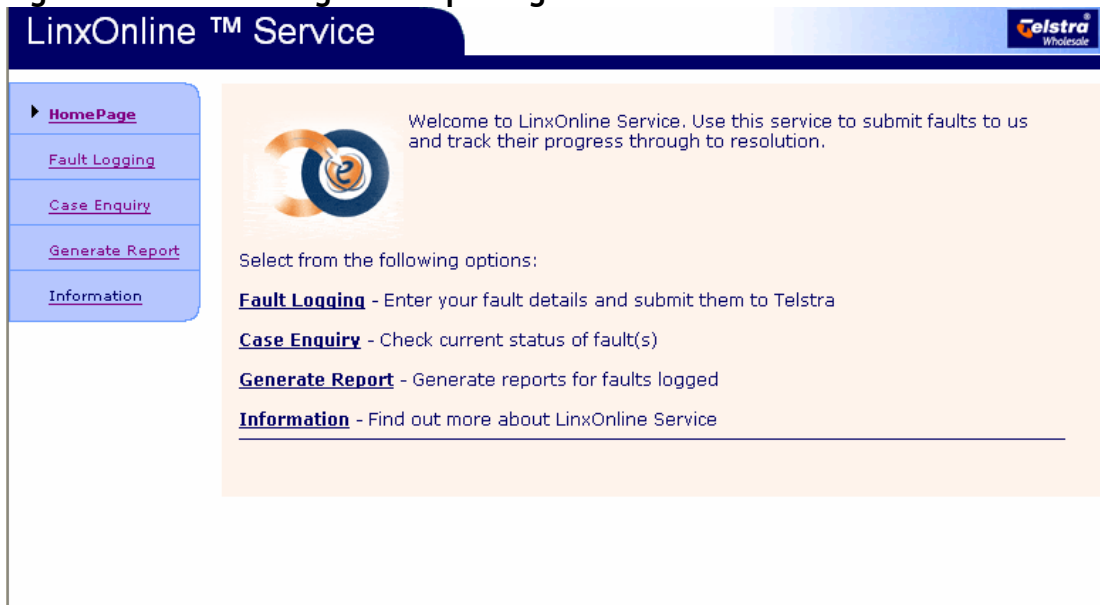 LinxOnline ™ Service
Telstra®
Wholesale
HomePage
Fault Logging
Case Enquiry
Generate Report
Information
e
Welcome to LinxOnline Service. Use this service to submit faults to us
and track their progress through to resolution.
Select from the following options:
Fault Logging - Enter your fault details and submit them to Telstra
Case Enquiry - Check current status of fault(s)
Generate Report - Generate reports for faults logged
Information - Find out more about LinxOnline Service